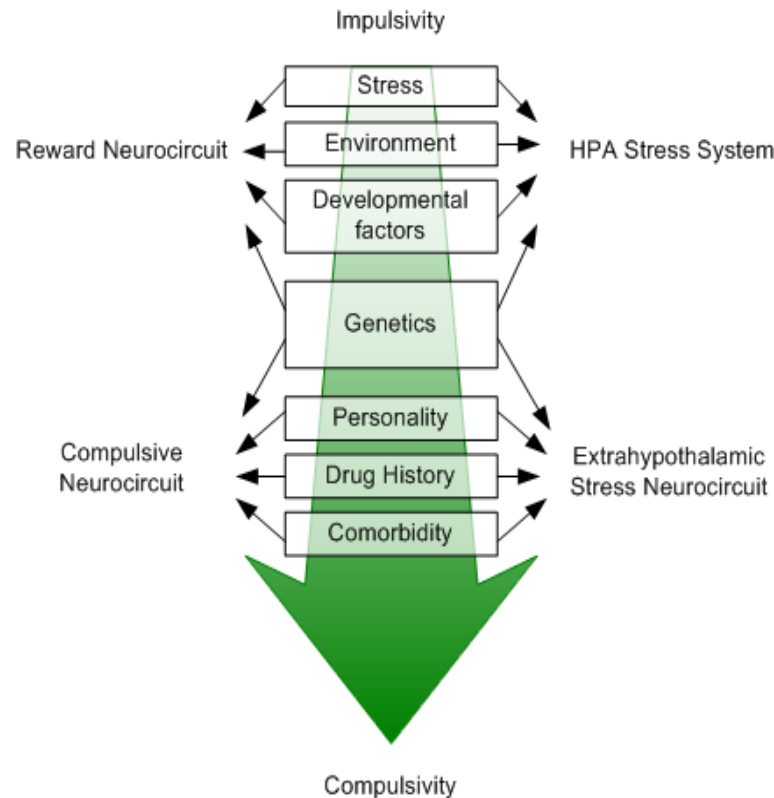 Impulsivity
Stress
Reward Neurocircuit
Environment
HPA Stress System
Developmental
factors
Genetics
Personality
Compulsive
Neurocircuit
Drug History
Extrahypothalamic
Stress Neurocircuit
Comorbidity
Compulsivity